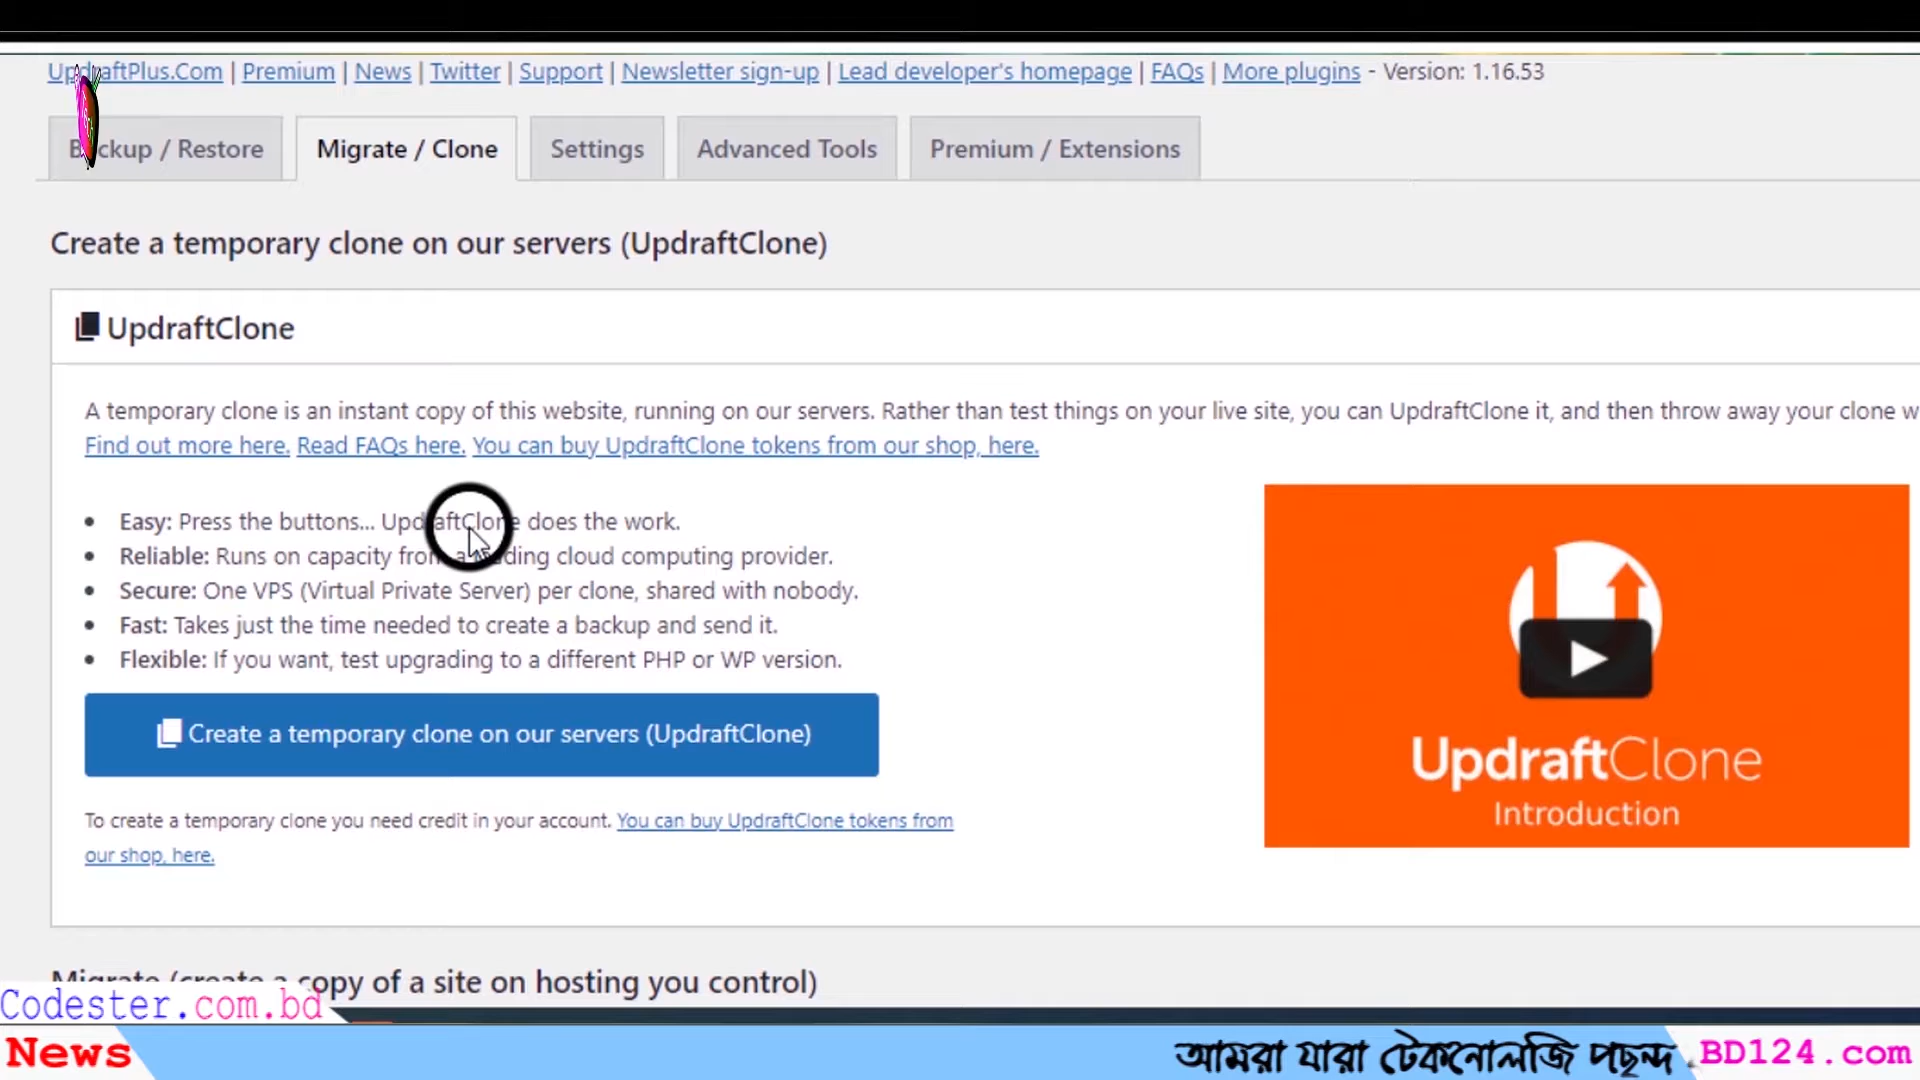 UpdraftPlus.Com | Premium | News | Twitter | Support | Newsletter sign-up | Lead developer's homepage | FAQs | More plugins - Version: 1.16.53
Backup / Restore Migrate / Clone Settings Advanced Tools Premium / Extensions
Create a temporary clone on our servers (UpdraftClone)
UpdraftClone
A temporary clone is an instant copy of this website, running on our servers. Rather than test things on your live site, you can UpdraftClone it, and then throw away your clone w
Find out more here. Read FAQs here. You can buy UpdraftClone tokens from our shop, here.
Easy: Press the buttons... UpdraftClone does the work.
Reliable: Runs on capacity from a leading cloud computing provider.
Secure: One VPS (Virtual Private Server) per clone, shared with nobody.
Fast: Takes just the time needed to create a backup and send it.
Flexible: If you want, test upgrading to a different PHP or WP version.
Create a temporary clone on our servers (UpdraftClone)
To create a temporary clone you need credit in your account. You can buy UpdraftClone tokens from
our shop, here.
UpdraftClone
Introduction
Migrate (create a copy of a site on hosting you control)
Codester.com.bd
News
আমরা যারা টেকনোলজি পছন্দ
BD124.com